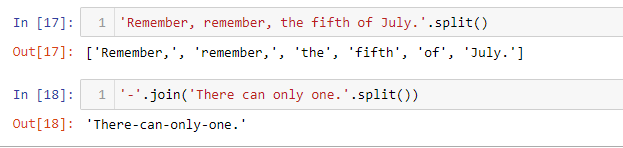 In [17]: 1 'Remember, remember, the fifth of July.'.split()
Out[17]: ['Remember,', 'remember,', 'the', 'fifth', 'of', 'July.']
In [18]: 1 '-'.join('There can only one.'.split())
Out[18]: 'There-can-only-one.'